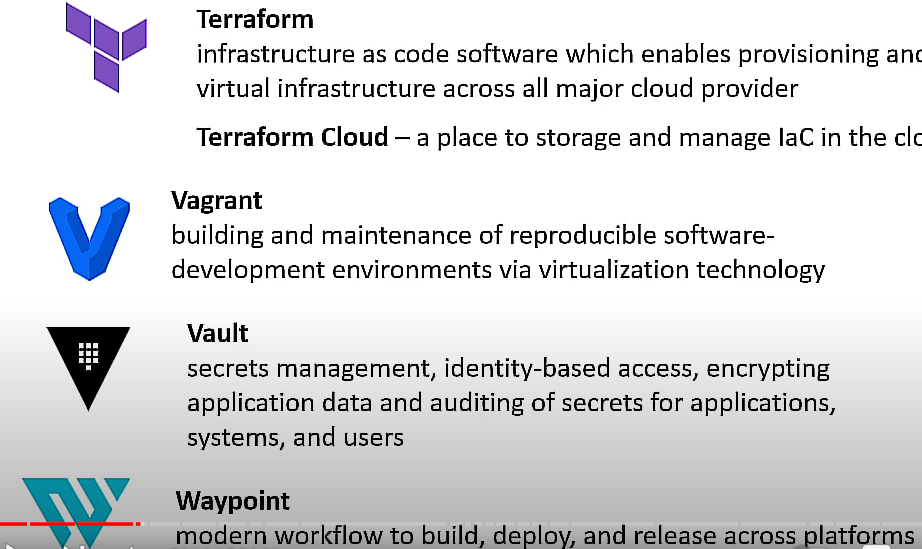 Terraform
infrastructure as code software which enables provisioning and
virtual infrastructure across all major cloud provider
Terraform Cloud – a place to storage and manage IaC in the clo
Vagrant
building and maintenance of reproducible software-
development environments via virtualization technology
Vault
secrets management, identity-based access, encrypting
application data and auditing of secrets for applications,
systems, and users
Waypoint
modern workflow to build, deploy, and release across platforms